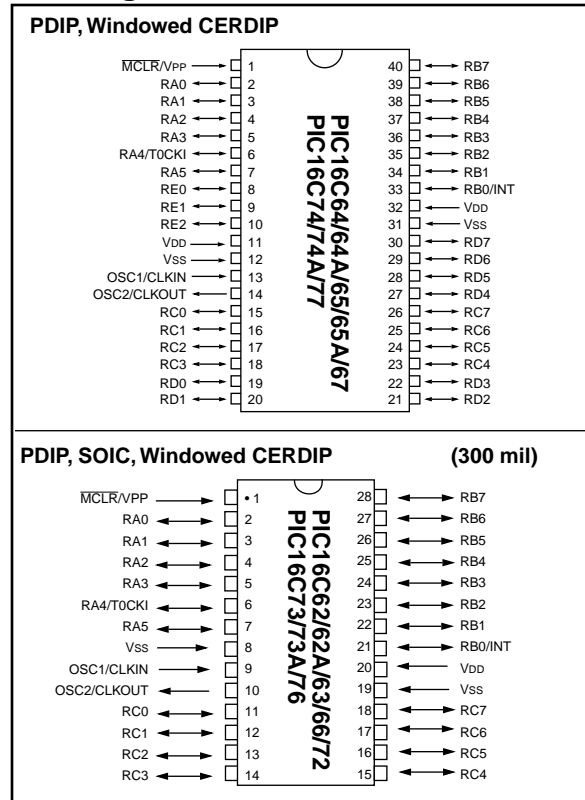 PDIP, Windowed CERDIP
MCLR/VPP 1 40 RB7
RA0 2 39 RB6
RA1 3 38 RB5
RA2 4 37 RB4
RA3 5 36 RB3
RA4/T0CKI 6 35 RB2
RA5 7 34 RB1
RE0 8 33 RB0/INT
RE1 9 32 VDD
RE2 10 31 VSS
VDD 11 30 RD7
VSS 12 29 RD6
OSC1/CLKIN 13 28 RD5
OSC2/CLKOUT 14 27 RD4
RC0 15 26 RC7
RC1 16 25 RC6
RC2 17 24 RC5
RC3 18 23 RC4
RD0 19 22 RD3
RD1 20 21 RD2
PIC16C64/64A/65/65A/67
PIC16C74/74A/77
PDIP, SOIC, Windowed CERDIP (300 mil)
MCLR/VPP • 1 28 RB7
RA0 2 27 RB6
RA1 3 26 RB5
RA2 4 25 RB4
RA3 5 24 RB3
RA4/T0CKI 6 23 RB2
RA5 7 22 RB1
VSS 8 21 RB0/INT
OSC1/CLKIN 9 20 VDD
OSC2/CLKOUT 10 19 VSS
RC0 11 18 RC7
RC1 12 17 RC6
RC2 13 16 RC5
RC3 14 15 RC4
PIC16C62/62A/63/66/72
PIC16C73/73A/76